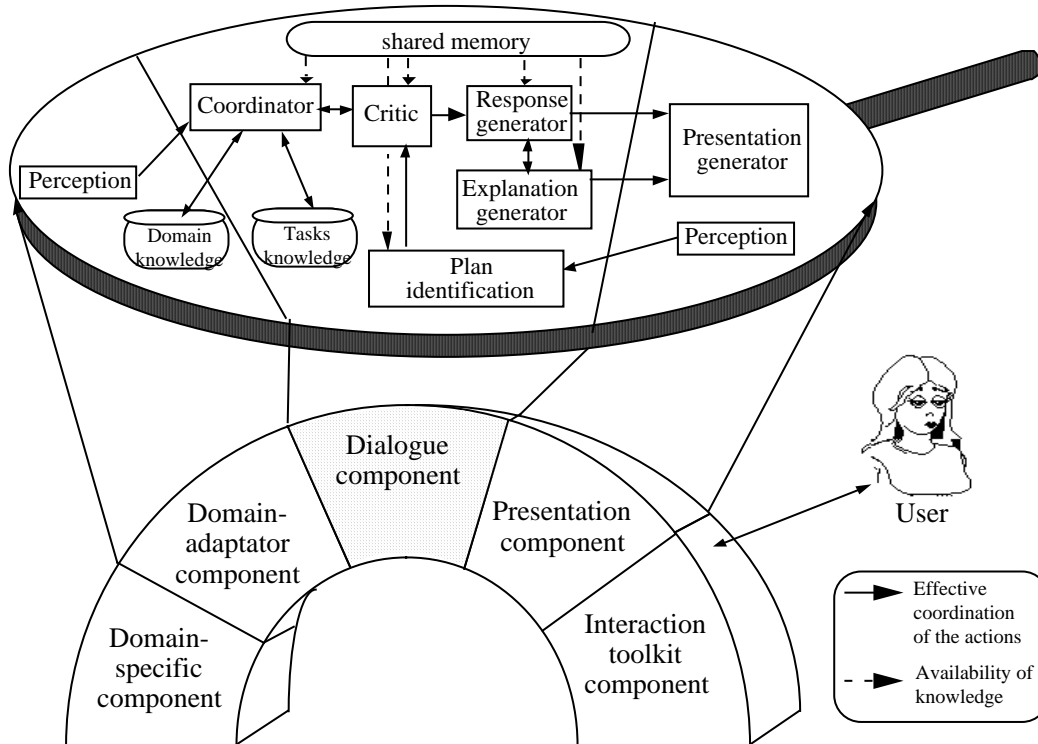 shared memory
Coordinator
Critic
Response
generator
Presentation
generator
Perception
Explanation
generator
Domain
knowledge
Tasks
knowledge
Perception
Plan
identification
Dialogue
component
Domain-
adaptator
component
Presentation
component
User
Domain-
specific
component
Interaction
toolkit
component
Effective
coordination
of the actions
Availability of
knowledge